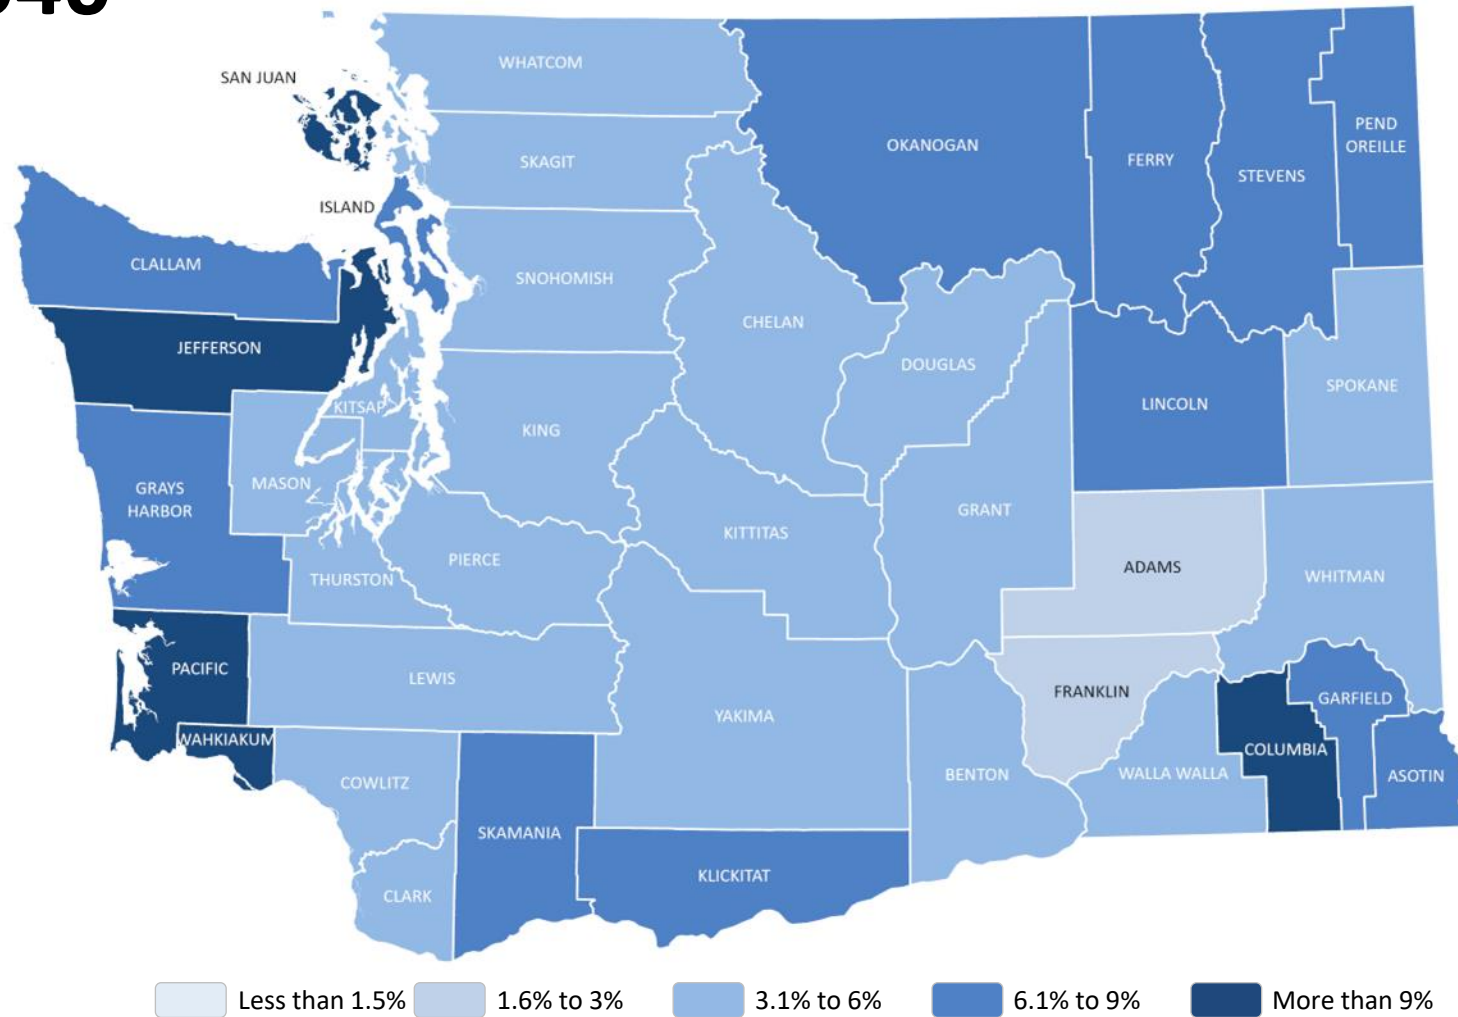 WHATCOM
SAN JUAN
PEND
OREILLE
OKANOGAN
FERRY
SKAGIT
STEVENS
ISLAND
CLALLAM
SNOHOMISH
CHELAN
JEFFERSON
DOUGLAS
SPOKANE
LINCOLN
KITSAP
KING
MASON
GRAYS
HARBOR
GRANT
KITTITAS
PIERCE
ADAMS
WHITMAN
THURSTON
PACIFIC
LEWIS
FRANKLIN
GARFIELD
YAKIMA
WAHKIAKUM
COLUMBIA
BENTON
WALLA WALLA
ASOTIN
COWLITZ
SKAMANIA
KLICKITAT
CLARK
Less than 1.5% 1.6% to 3% 3.1% to 6% 6.1% to 9% More than 9%